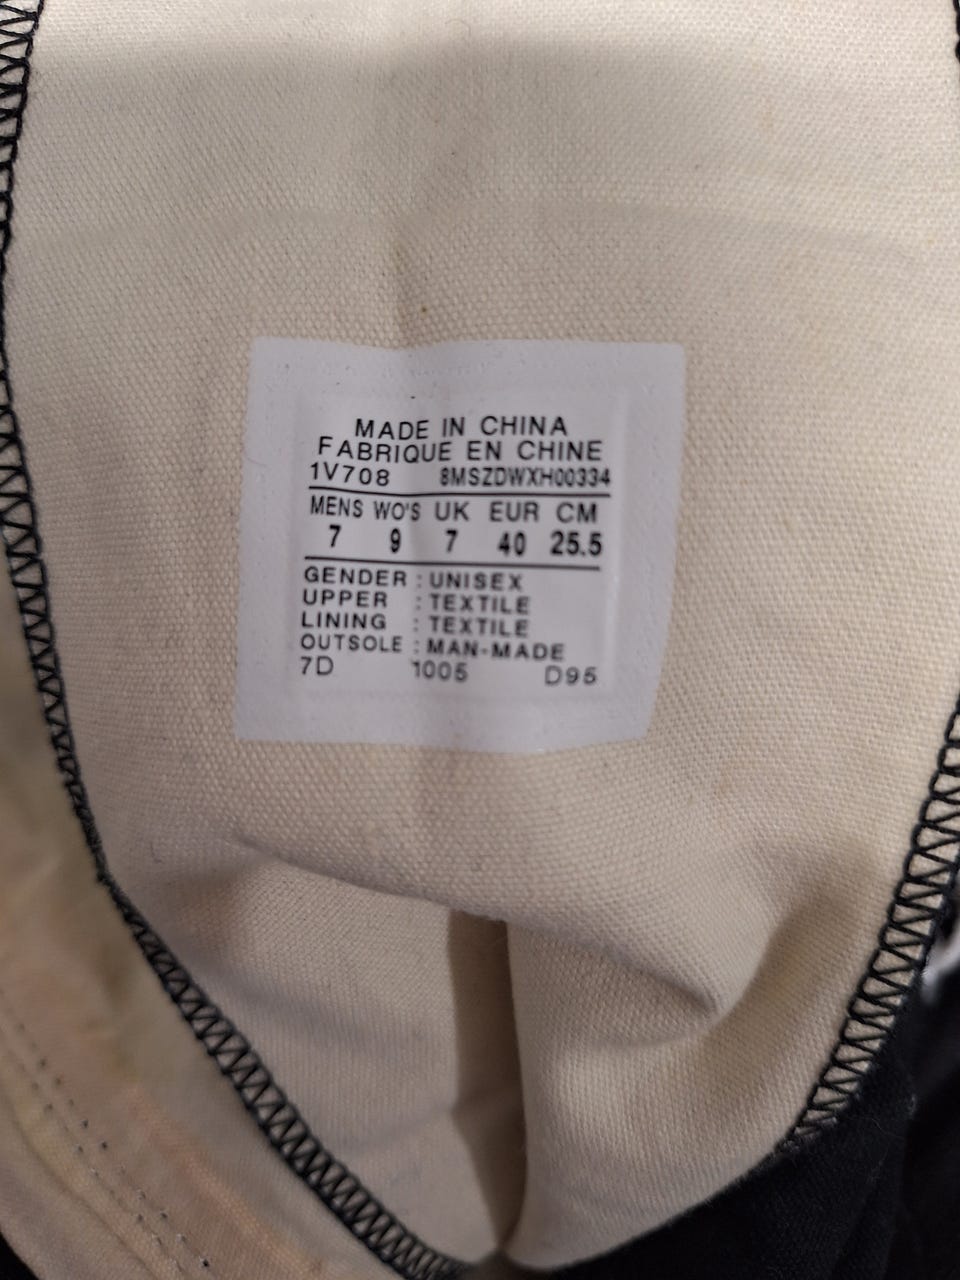 MADE IN CHINA
FABRIQUE EN CHINE
1V708 8MSZDWXH00334
MENS WO'S UK EUR CM
7 9 7 40 25.5
GENDER : UNISEX
UPPER : TEXTILE
LINING : TEXTILE
OUTSOLE : MAN-MADE
7D 1005 D95